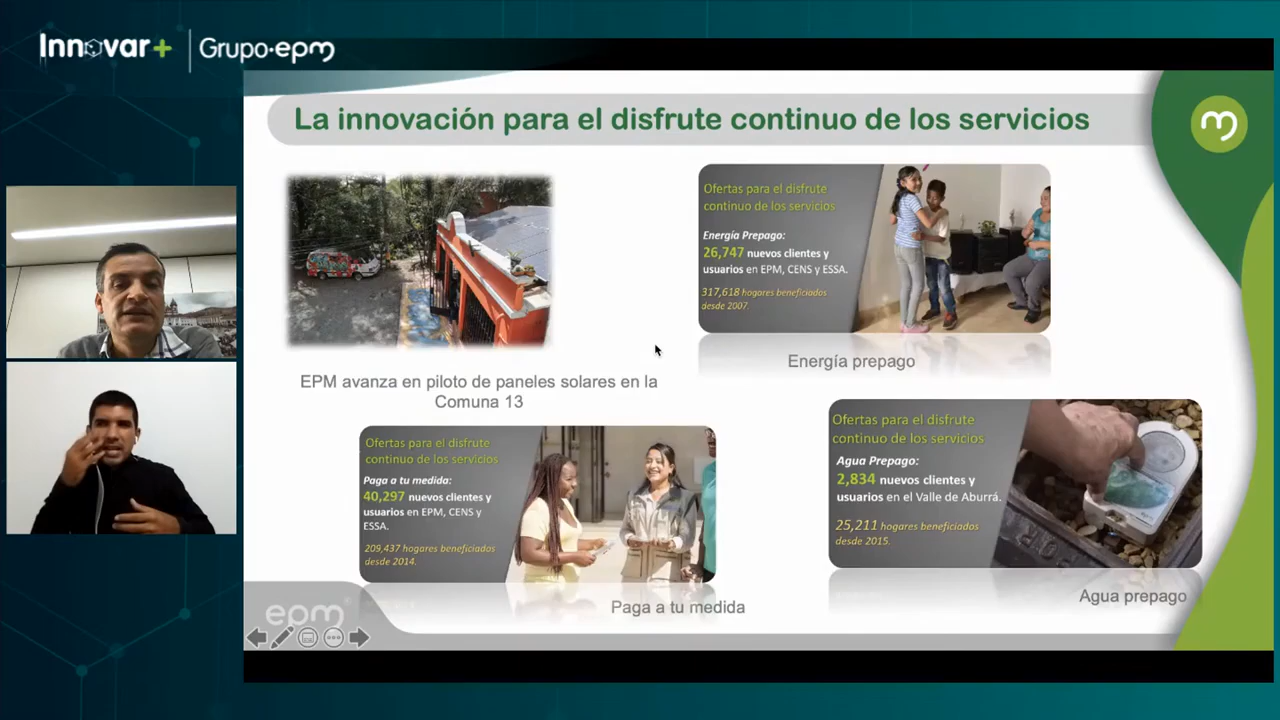 Innovar+
Grupo·epm
La innovación para el disfrute continuo de los servicios
EPM avanza en piloto de paneles solares en la
Comuna 13
Ofertas para el disfrute
continuo de los servicios
Energía Prepago:
26,747 nuevos clientes y
usuarios en EPM, CENS y ESSA.
317,618 hogares beneficiados
desde 2007.
Energía prepago
Ofertas para el disfrute
continuo de los servicios
Paga a tu medida:
40,297 nuevos clientes y
usuarios en EPM, CENS y
ESSA.
209,437 hogares beneficiados
desde 2014.
Paga a tu medida
Ofertas para el disfrute
continuo de los servicios
Agua Prepago:
2,834 nuevos clientes y
usuarios en el Valle de Aburrá.
25,211 hogares beneficiados
desde 2015.
Agua prepago
epm®